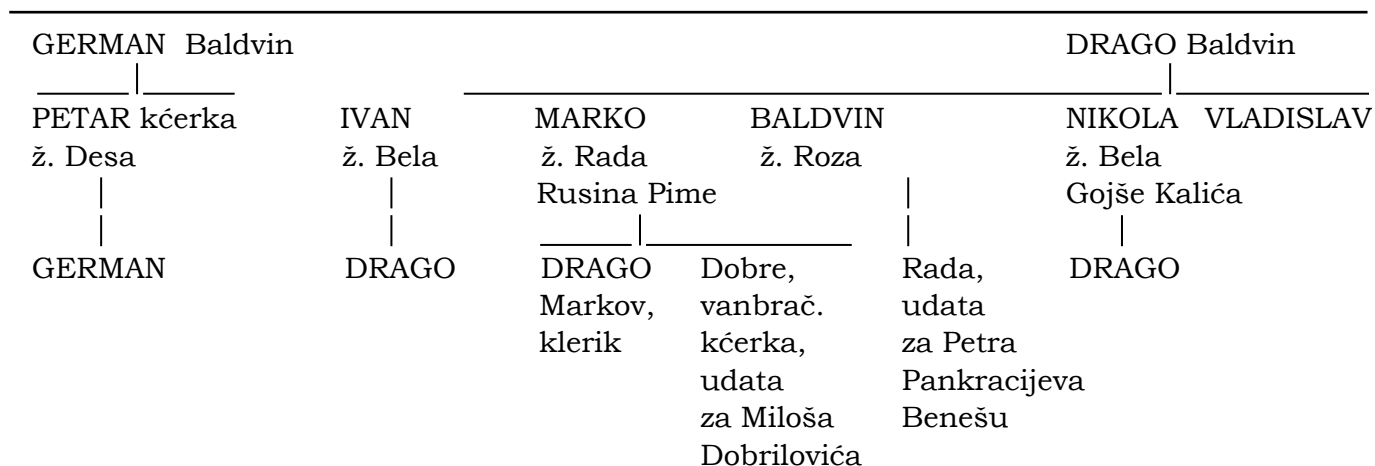 GERMAN Baldvin DRAGO Baldvin
PETAR kćerka IVAN MARKO BALDVIN NIKOLA VLADISLAV
ž. Desa ž. Bela ž. Rada ž. Roza ž. Bela
Rusina Pime Gojše Kalića
GERMAN DRAGO DRAGO Dobre, Rada, DRAGO
Markov, vanbrač. udata
klerik kćerka, za Petra
udata Pankracijeva
za Miloša Benešu
Dobrilovića